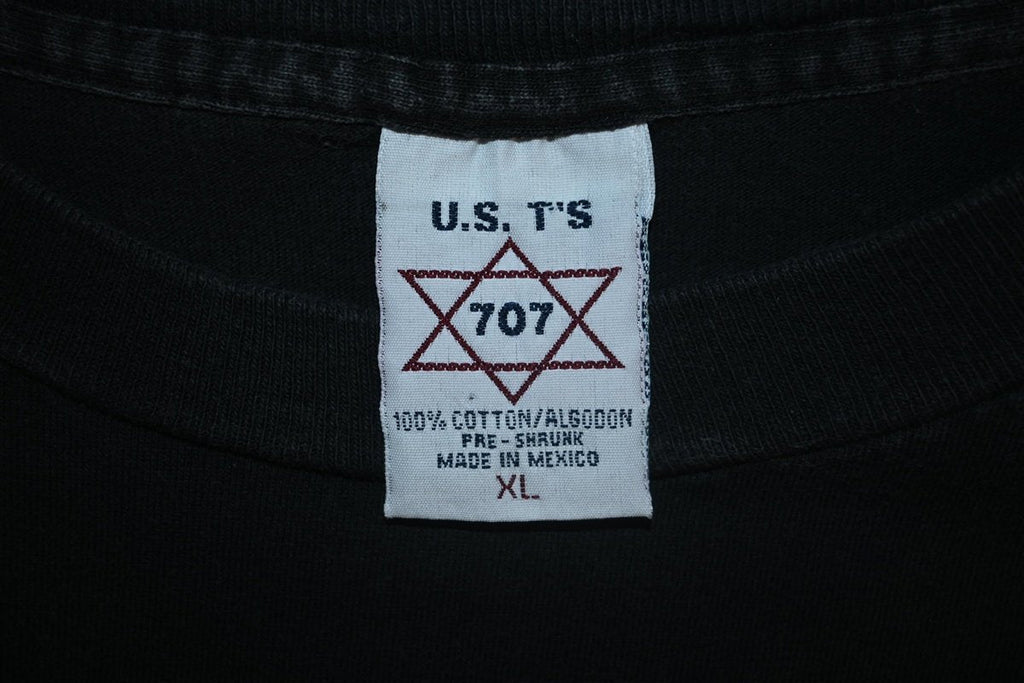 U.S. T'S
707
100% COTTON/ALGODON
PRE-SHRUNK
MADE IN MEXICO
XL